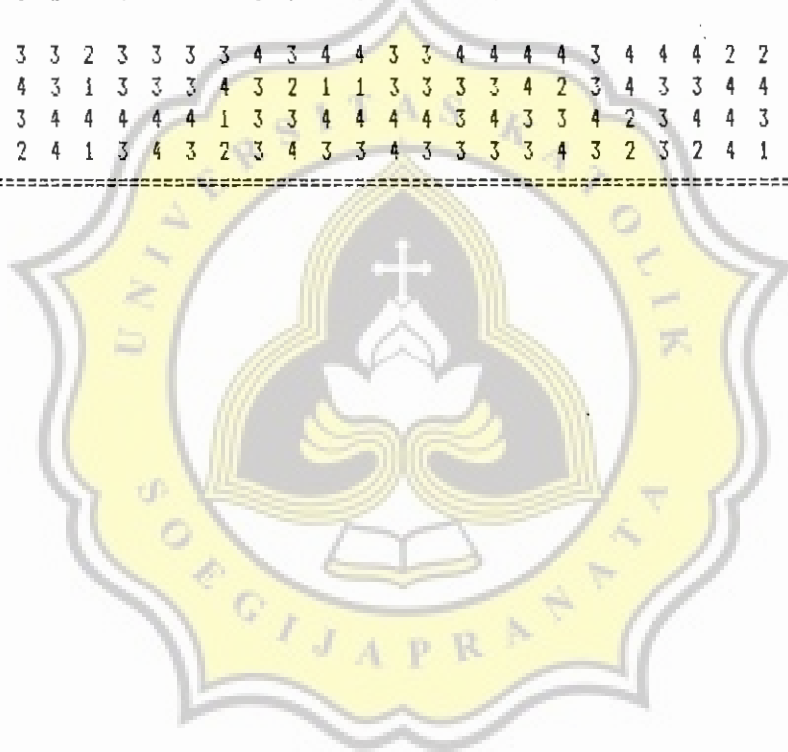 3 3 2 3 3 3 3 4 3 4 4 3 3 4 4 4 4 3 4 4 4 2 2
4 3 1 3 3 3 4 3 2 1 1 3 3 3 3 4 2 3 4 3 3 4 4
3 4 4 4 4 4 1 3 3 4 4 4 4 3 4 3 3 4 2 3 4 4 3
2 4 1 3 4 3 2 3 4 3 3 4 3 3 3 3 4 3 2 3 2 4 1
UNIVERSITAS KATOLIK
SOEGIJAPRANATA